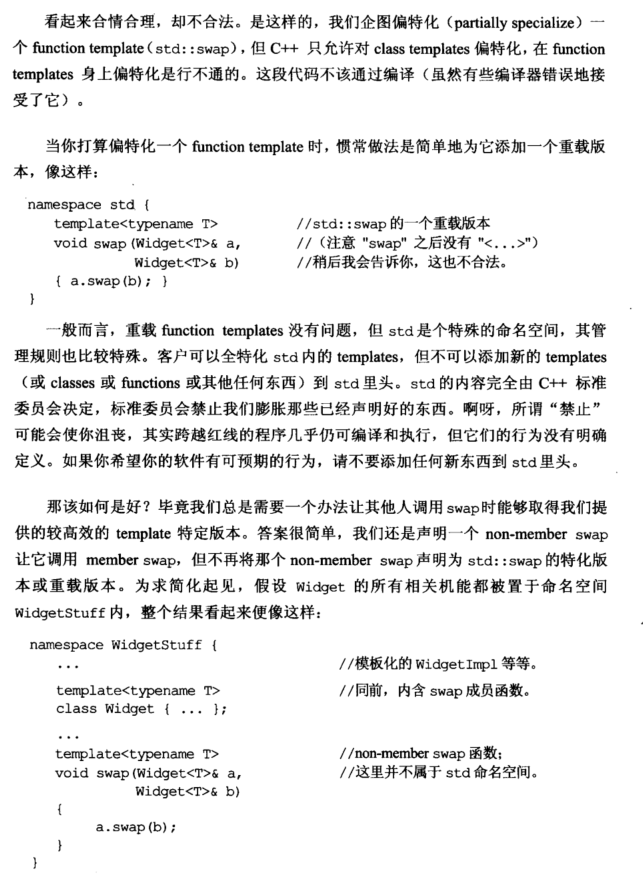 看起来合情合理，却不合法。是这样的，我们企图偏特化（partially specialize）一
个 function template（std::swap），但 C++ 只允许对 class templates 偏特化，在 function
templates 身上偏特化是行不通的。这段代码不该通过编译（虽然有些编译器错误地接
受了它）。
当你打算偏特化一个 function template 时，惯常做法是简单地为它添加一个重载版
本，像这样：
namespace std {
template<typename T> //std::swap 的一个重载版本
void swap(Widget<T>& a, //（注意 "swap" 之后没有 "<...>"）
Widget<T>& b) //稍后我会告诉你，这也不合法。
{ a.swap(b); }
}
一般而言，重载 function templates 没有问题，但 std 是个特殊的命名空间，其管
理规则也比较特殊。客户可以全特化 std 内的 templates，但不可以添加新的 templates
（或 classes 或 functions 或其他任何东西）到 std 里头。std 的内容完全由 C++ 标准
委员会决定，标准委员会禁止我们膨胀那些已经声明好的东西。啊呀，所谓“禁止”
可能会使你沮丧，其实跨越红线的程序几乎仍可编译和执行，但它们的行为没有明确
定义。如果你希望你的软件有可预期的行为，请不要添加任何新东西到 std 里头。
那该如何是好？毕竟我们总是需要一个办法让其他人调用 swap 时能够取得我们提
供的较高效的 template 特定版本。答案很简单，我们还是声明一个 non-member swap
让它调用 member swap，但不再将那个 non-member swap 声明为 std::swap 的特化版
本或重载版本。为求简化起见，假设 Widget 的所有相关机能都被置于命名空间
WidgetStuff 内，整个结果看起来便像这样：
namespace WidgetStuff {
... //模板化的 WidgetImpl 等等。
template<typename T> //同前，内含 swap 成员函数。
class Widget { ... };
...
template<typename T> //non-member swap 函数；
void swap(Widget<T>& a, //这里并不属于 std 命名空间。
Widget<T>& b)
{
a.swap(b);
}
}